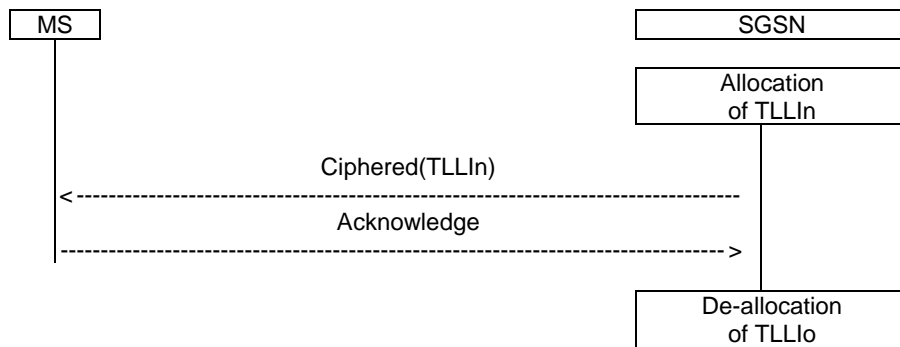 MS
SGSN
Allocation
of TLLIn
Ciphered(TLLIn)
Acknowledge
De-allocation
of TLLIo